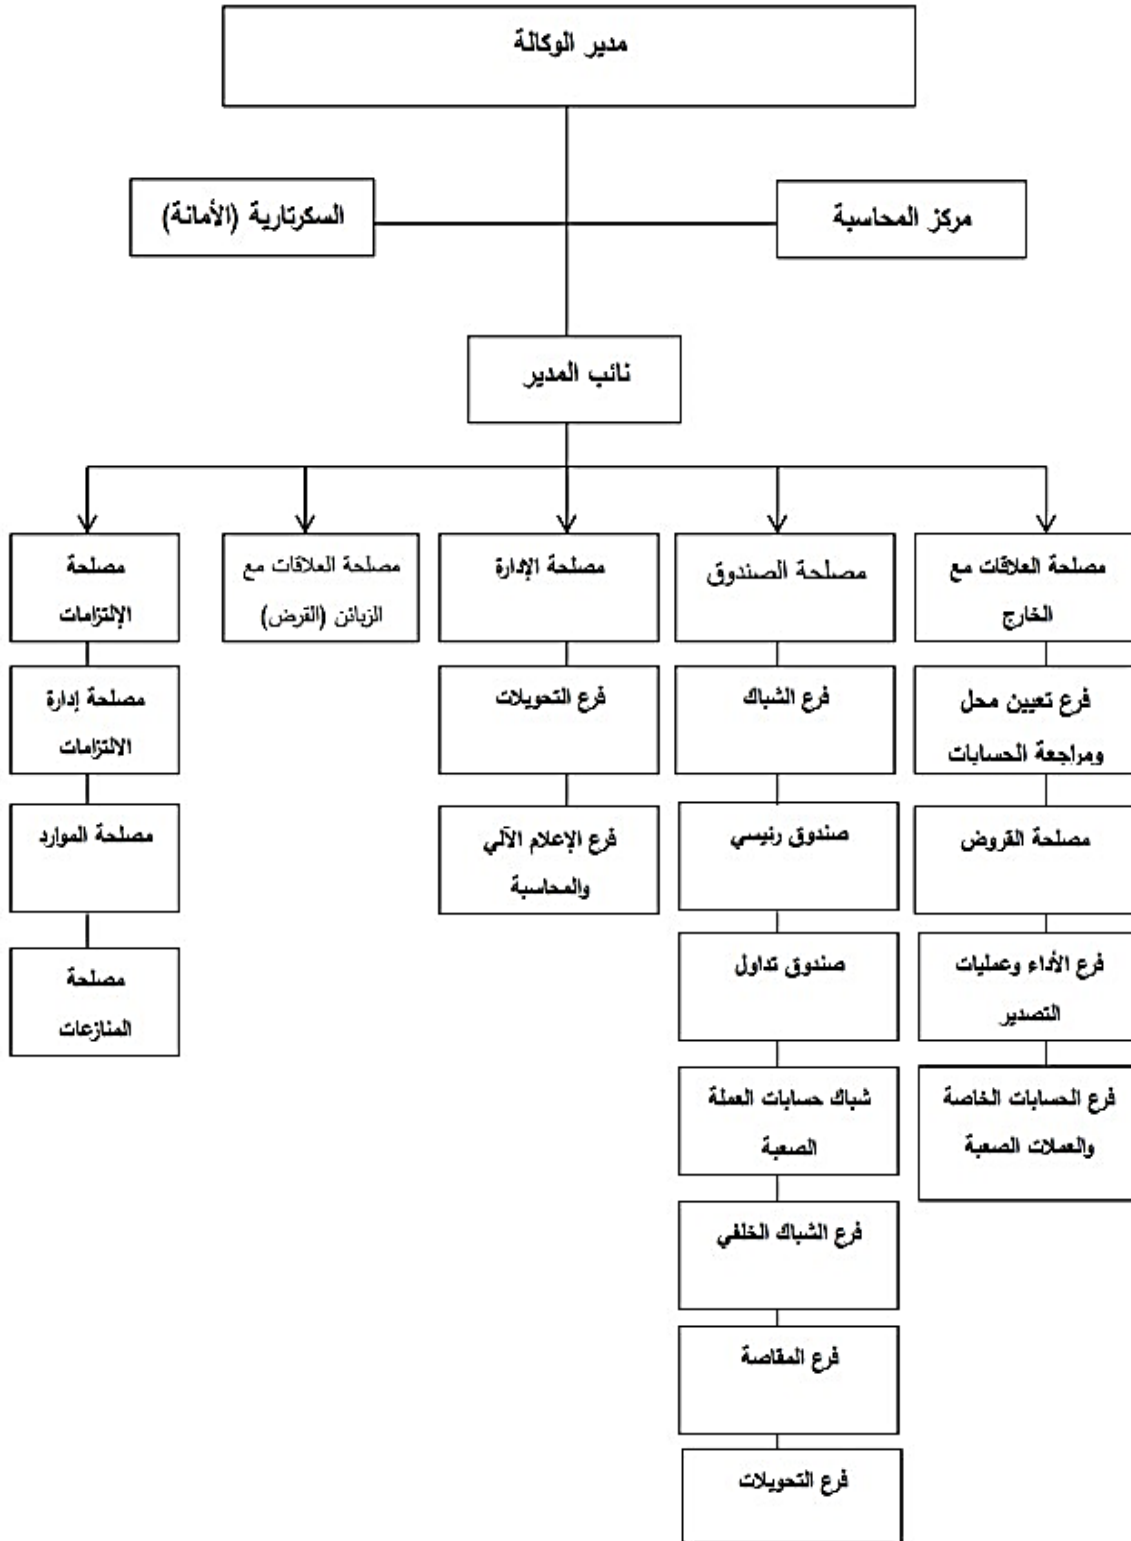 مدير الوكالة
مركز المحاسبة
السكرتارية (الأمانة)
نائب المدير
مصلحة العلاقات مع
الخارج
مصلحة الصندوق
مصلحة الإدارة
مصلحة العلاقات مع
الزبائن (القرض)
مصلحة
الإلتزامات
فرع تعيين محل
ومراجعة الحسابات
فرع الشباك
فرع التحويلات
مصلحة إدارة
الالتزامات
مصلحة القروض
صندوق رئيسي
فرع الإعلام الآلي
والمحاسبة
مصلحة الموارد
فرع الأداء وعمليات
التصدير
صندوق تداول
مصلحة
المنازعات
فرع الحسابات الخاصة
والعملات الصعبة
شباك حسابات العملة
الصعبة
فرع الشباك الخلفي
فرع المقاصة
فرع التحويلات